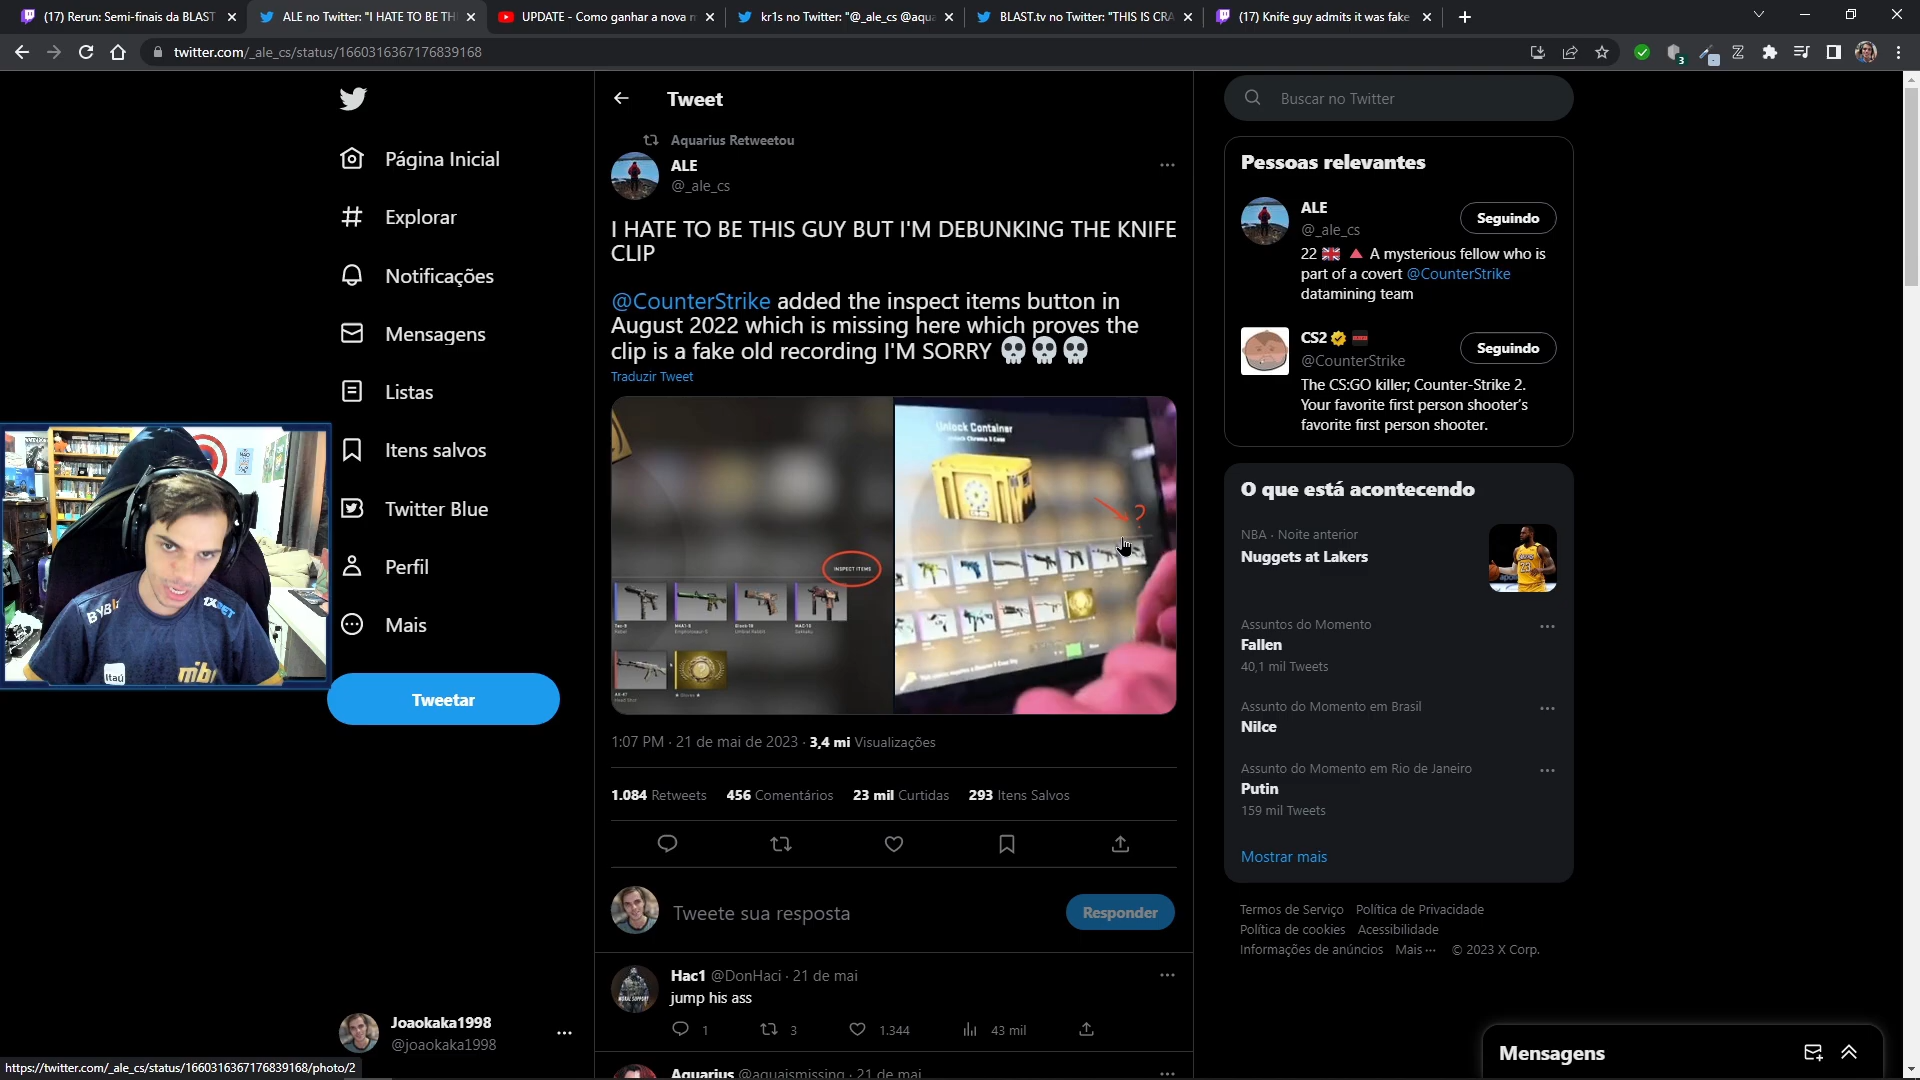 (17) Rerun: Semi-finais da BLAST
ALE no Twitter: "I HATE TO BE TH
UPDATE - Como ganhar a nova
kr1s no Twitter: "@_ale_cs @aqua
BLAST.tv no Twitter: "THIS IS CRA
(17) Knife guy admits it was fake
twitter.com/_ale_cs/status/1660316367176839168
Página Inicial
Explorar
Notificações
Mensagens
Listas
Itens salvos
Twitter Blue
Perfil
Mais
Tweetar
Joaokaka1998
@joaokaka1998
https://twitter.com/_ale_cs/status/1660316367176839168/photo/2
BYBI
1XBET
Itaú
mibr
Tweet
Aquarius Retweetou
ALE
@_ale_cs
I HATE TO BE THIS GUY BUT I'M DEBUNKING THE KNIFE
CLIP
@CounterStrike added the inspect items button in
August 2022 which is missing here which proves the
clip is a fake old recording I'M SORRY 💀💀💀
Traduzir Tweet
INSPECT ITEMS
Unlock Container
Unlock Chroma 3 Case
?
1:07 PM · 21 de mai de 2023 · 3,4 mi Visualizações
1.084 Retweets 456 Comentários 23 mil Curtidas 293 Itens Salvos
Tweete sua resposta
Responder
Hac1 @DonHaci · 21 de mai
jump his ass
1 3 1.344 43 mil
Aquarius @aquaismissing · 21 de mai
Buscar no Twitter
Pessoas relevantes
ALE
@_ale_cs
Seguindo
22 🇬🇧 🔺 A mysterious fellow who is
part of a covert @CounterStrike
datamining team
CS2
@CounterStrike
Seguindo
The CS:GO killer; Counter-Strike 2.
Your favorite first person shooter's
favorite first person shooter.
O que está acontecendo
NBA · Noite anterior
Nuggets at Lakers
Assuntos do Momento
Fallen
40,1 mil Tweets
Assunto do Momento em Brasil
Nilce
Assunto do Momento em Rio de Janeiro
Putin
159 mil Tweets
Mostrar mais
Termos de Serviço Política de Privacidade
Política de cookies Acessibilidade
Informações de anúncios Mais ··· © 2023 X Corp.
Mensagens